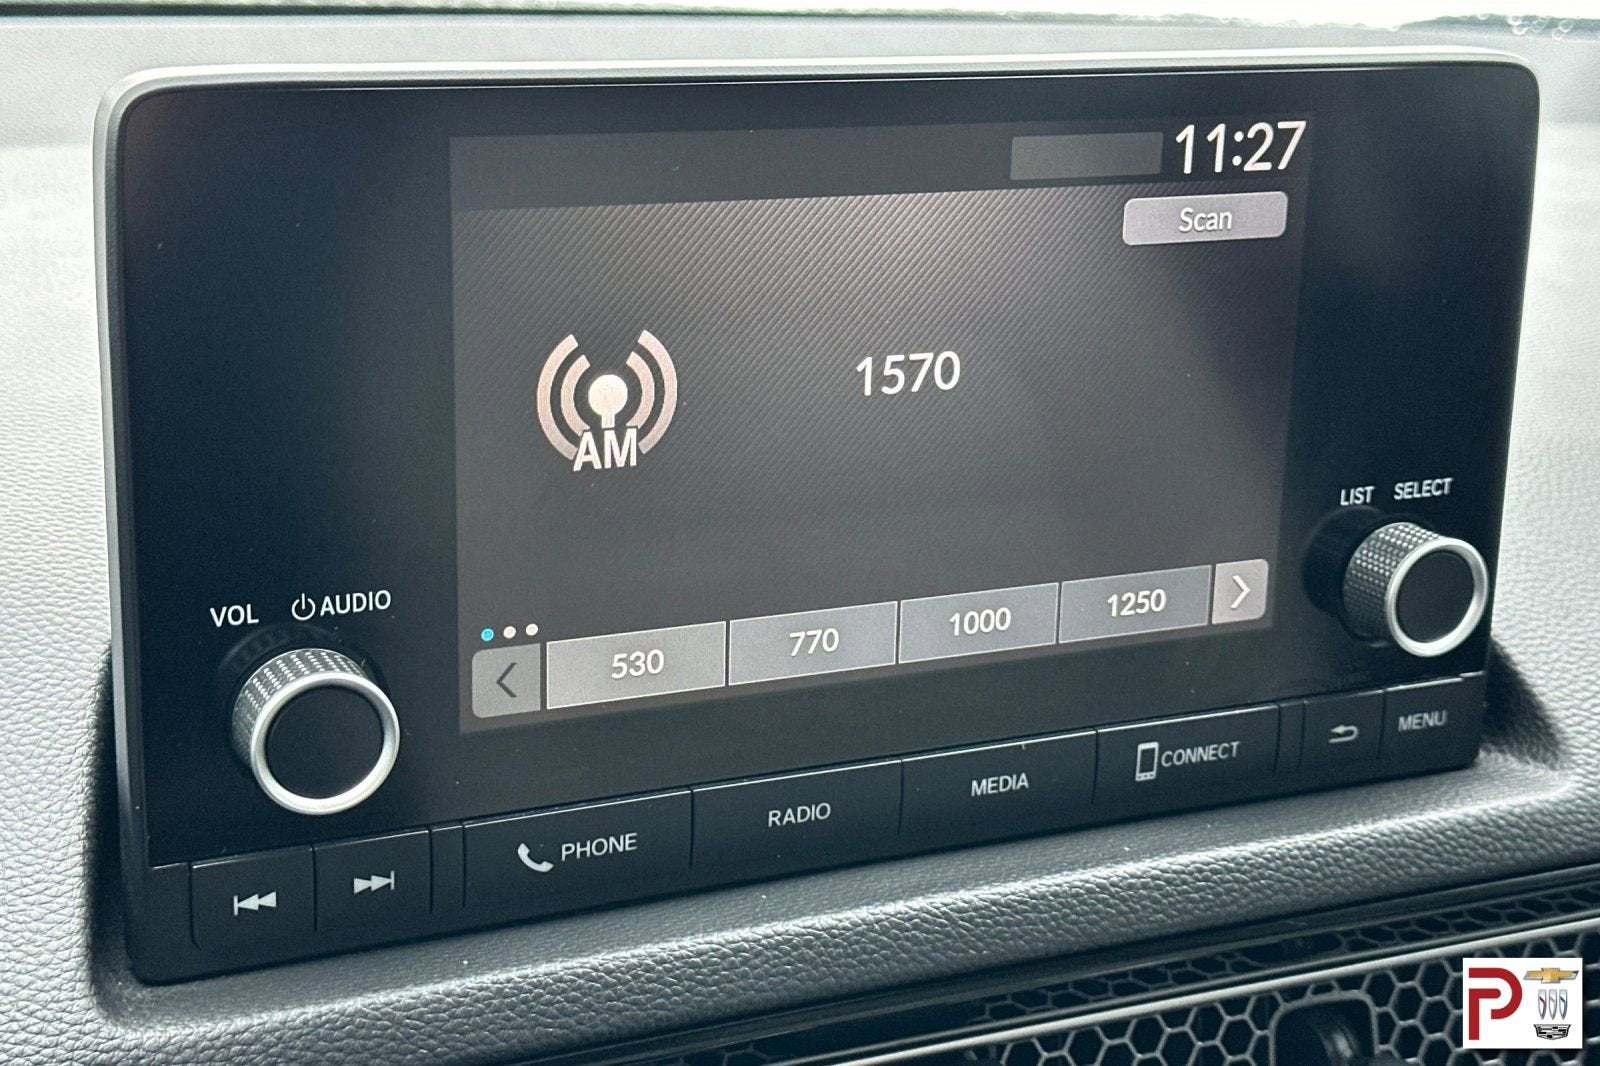 11:27
Scan
1570
AM
LIST SELECT
VOL AUDIO
530 770 1000 1250
PHONE RADIO MEDIA CONNECT MENU
P